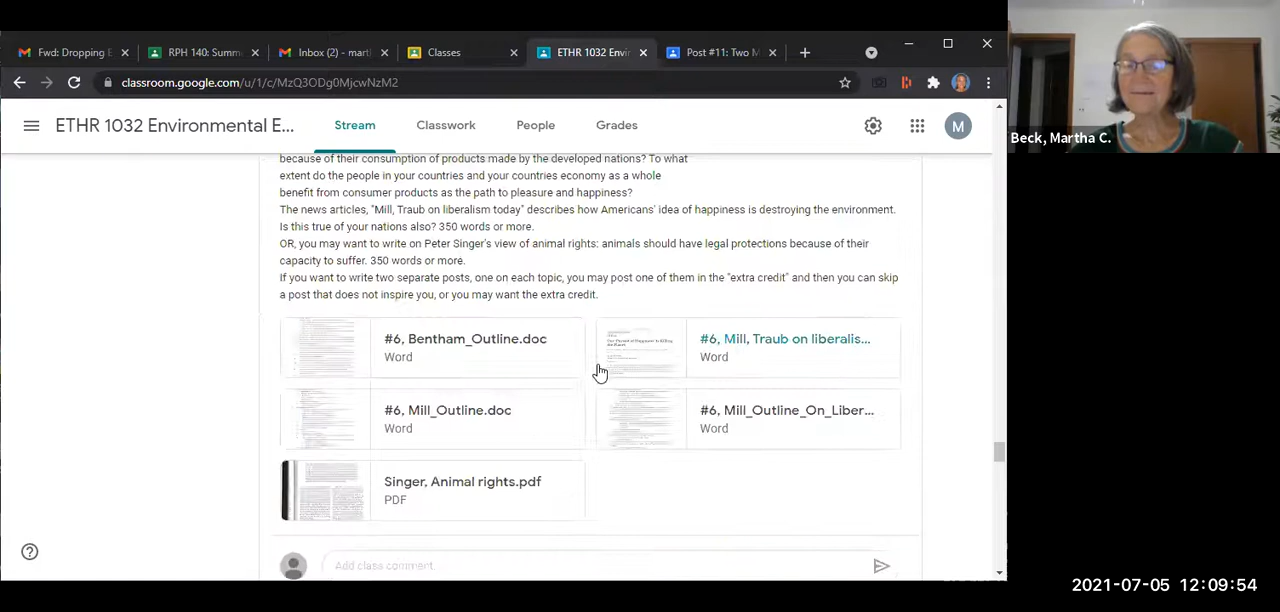 Fwd: Dropping E
RPH 140: Summ
Inbox (2) - mart
Classes
ETHR 1032 Envir
Post #11: Two M
classroom.google.com/u/1/c/MzQ3ODg0MjcwNzM2
ETHR 1032 Environmental E...
Stream
Classwork
People
Grades
M
Beck, Martha C.
because of their consumption of products made by the developed nations? To what
extent do the people in your countries and your countries economy as a whole
benefit from consumer products as the path to pleasure and happiness?
The news articles, "Mill, Traub on liberalism today" describes how Americans' idea of happiness is destroying the environment.
Is this true of your nations also? 350 words or more.
OR, you may want to write on Peter Singer's view of animal rights: animals should have legal protections because of their
capacity to suffer. 350 words or more.
If you want to write two separate posts, one on each topic, you may post one of them in the "extra credit" and then you can skip
a post that does not inspire you, or you may want the extra credit.
#6, Bentham_Outline.doc
Word
#6, Mill, Traub on liberalis...
Word
#6, Mill_Outline.doc
Word
#6, Mill_Outline_On_Liber...
Word
Singer, Animal rights.pdf
PDF
Add class comment
2021-07-05 12:09:54